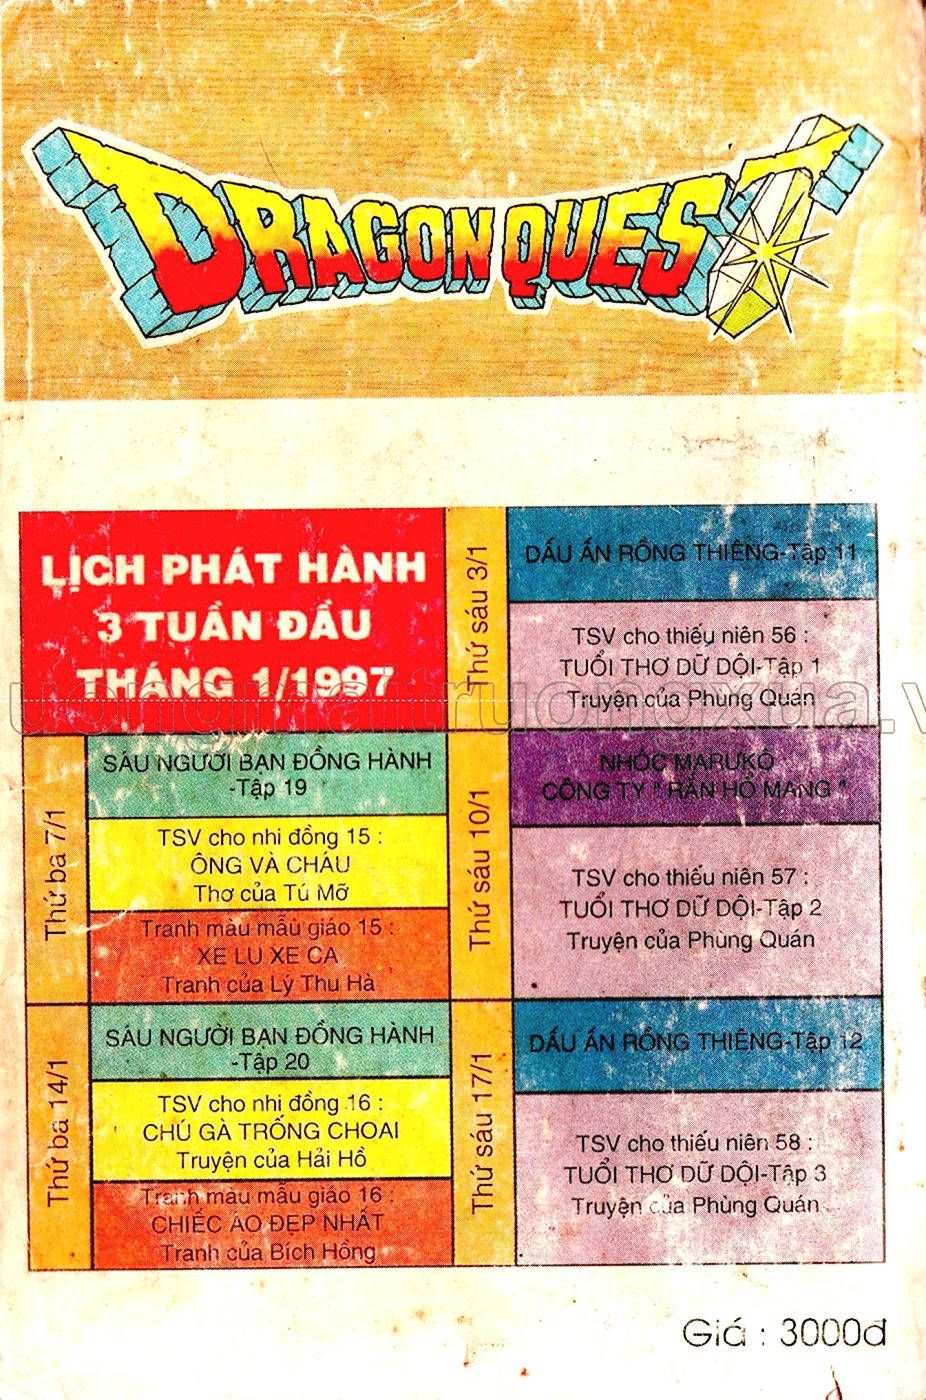 DRAGON QUEST
LỊCH PHÁT HÀNH
3 TUẦN ĐẦU
THÁNG 1/1997
Thứ sáu 3/1
DẤU ẤN RỒNG THIÊNG-Tập 11
TSV cho thiếu niên 56 :
TUỔI THƠ DỮ DỘI-Tập 1
Truyện của Phùng Quán
uongmaitruongxua.v
Thứ ba 7/1
SÁU NGƯỜI BẠN ĐỒNG HÀNH
-Tập 19
TSV cho nhi đồng 15 :
ÔNG VÀ CHÁU
Thơ của Tú Mỡ
Tranh màu mẫu giáo 15 :
XE LU XE CA
Tranh của Lý Thu Hà
Thứ sáu 10/1
NHÓC MARUKO
CÔNG TY " RẮN HỔ MANG "
TSV cho thiếu niên 57 :
TUỔI THƠ DỮ DỘI-Tập 2
Truyện của Phùng Quán
Thứ ba 14/1
SÁU NGƯỜI BẠN ĐỒNG HÀNH
-Tập 20
TSV cho nhi đồng 16 :
CHÚ GÀ TRỐNG CHOAI
Truyện của Hải Hồ
Tranh màu mẫu giáo 16 :
CHIẾC ÁO ĐẸP NHẤT
Tranh của Bích Hồng
Thứ sáu 17/1
DẤU ẤN RỒNG THIÊNG-Tập 12
TSV cho thiếu niên 58 :
TUỔI THƠ DỮ DỘI-Tập 3
Truyện của Phùng Quán
Giá : 3000đ